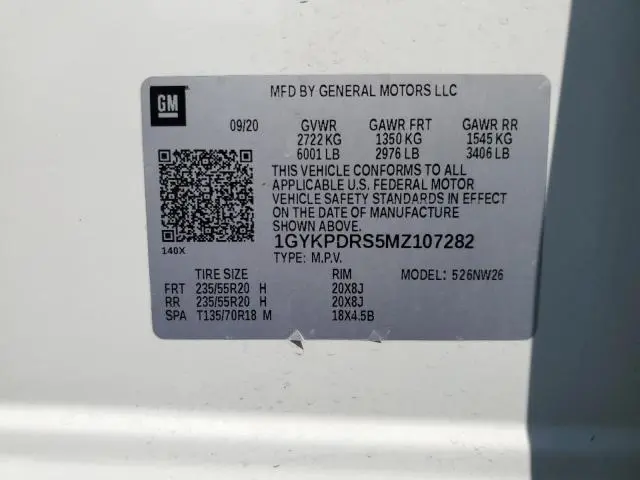 GM
MFD BY GENERAL MOTORS LLC
09/20 GVWR GAWR FRT GAWR RR
2722 KG 1350 KG 1545 KG
6001 LB 2976 LB 3406 LB
THIS VEHICLE CONFORMS TO ALL
APPLICABLE U.S. FEDERAL MOTOR
VEHICLE SAFETY STANDARDS IN EFFECT
ON THE DATE OF MANUFACTURE
SHOWN ABOVE.
140X
1GYKPDRS5MZ107282
TYPE: M.P.V.
TIRE SIZE RIM MODEL: 526NW26
FRT 235/55R20 H 20X8J
RR 235/55R20 H 20X8J
SPA T135/70R18 M 18X4.5B